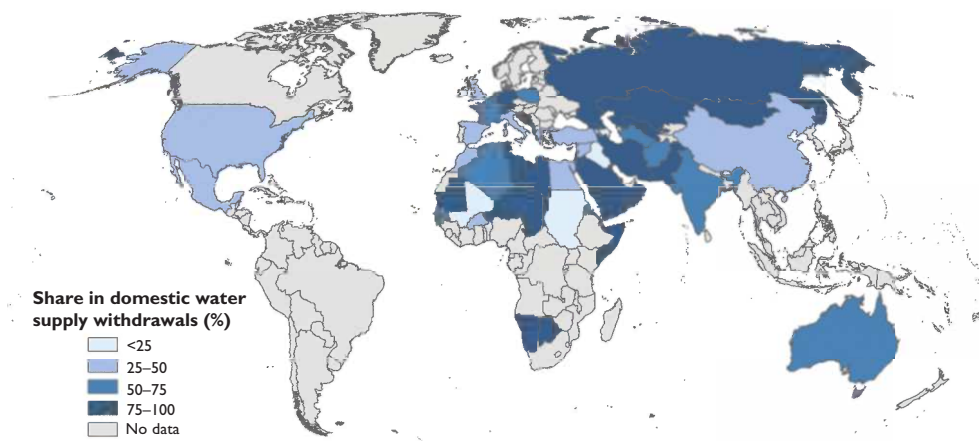 Share in domestic water
supply withdrawals (%)
<25
25–50
50–75
75–100
No data